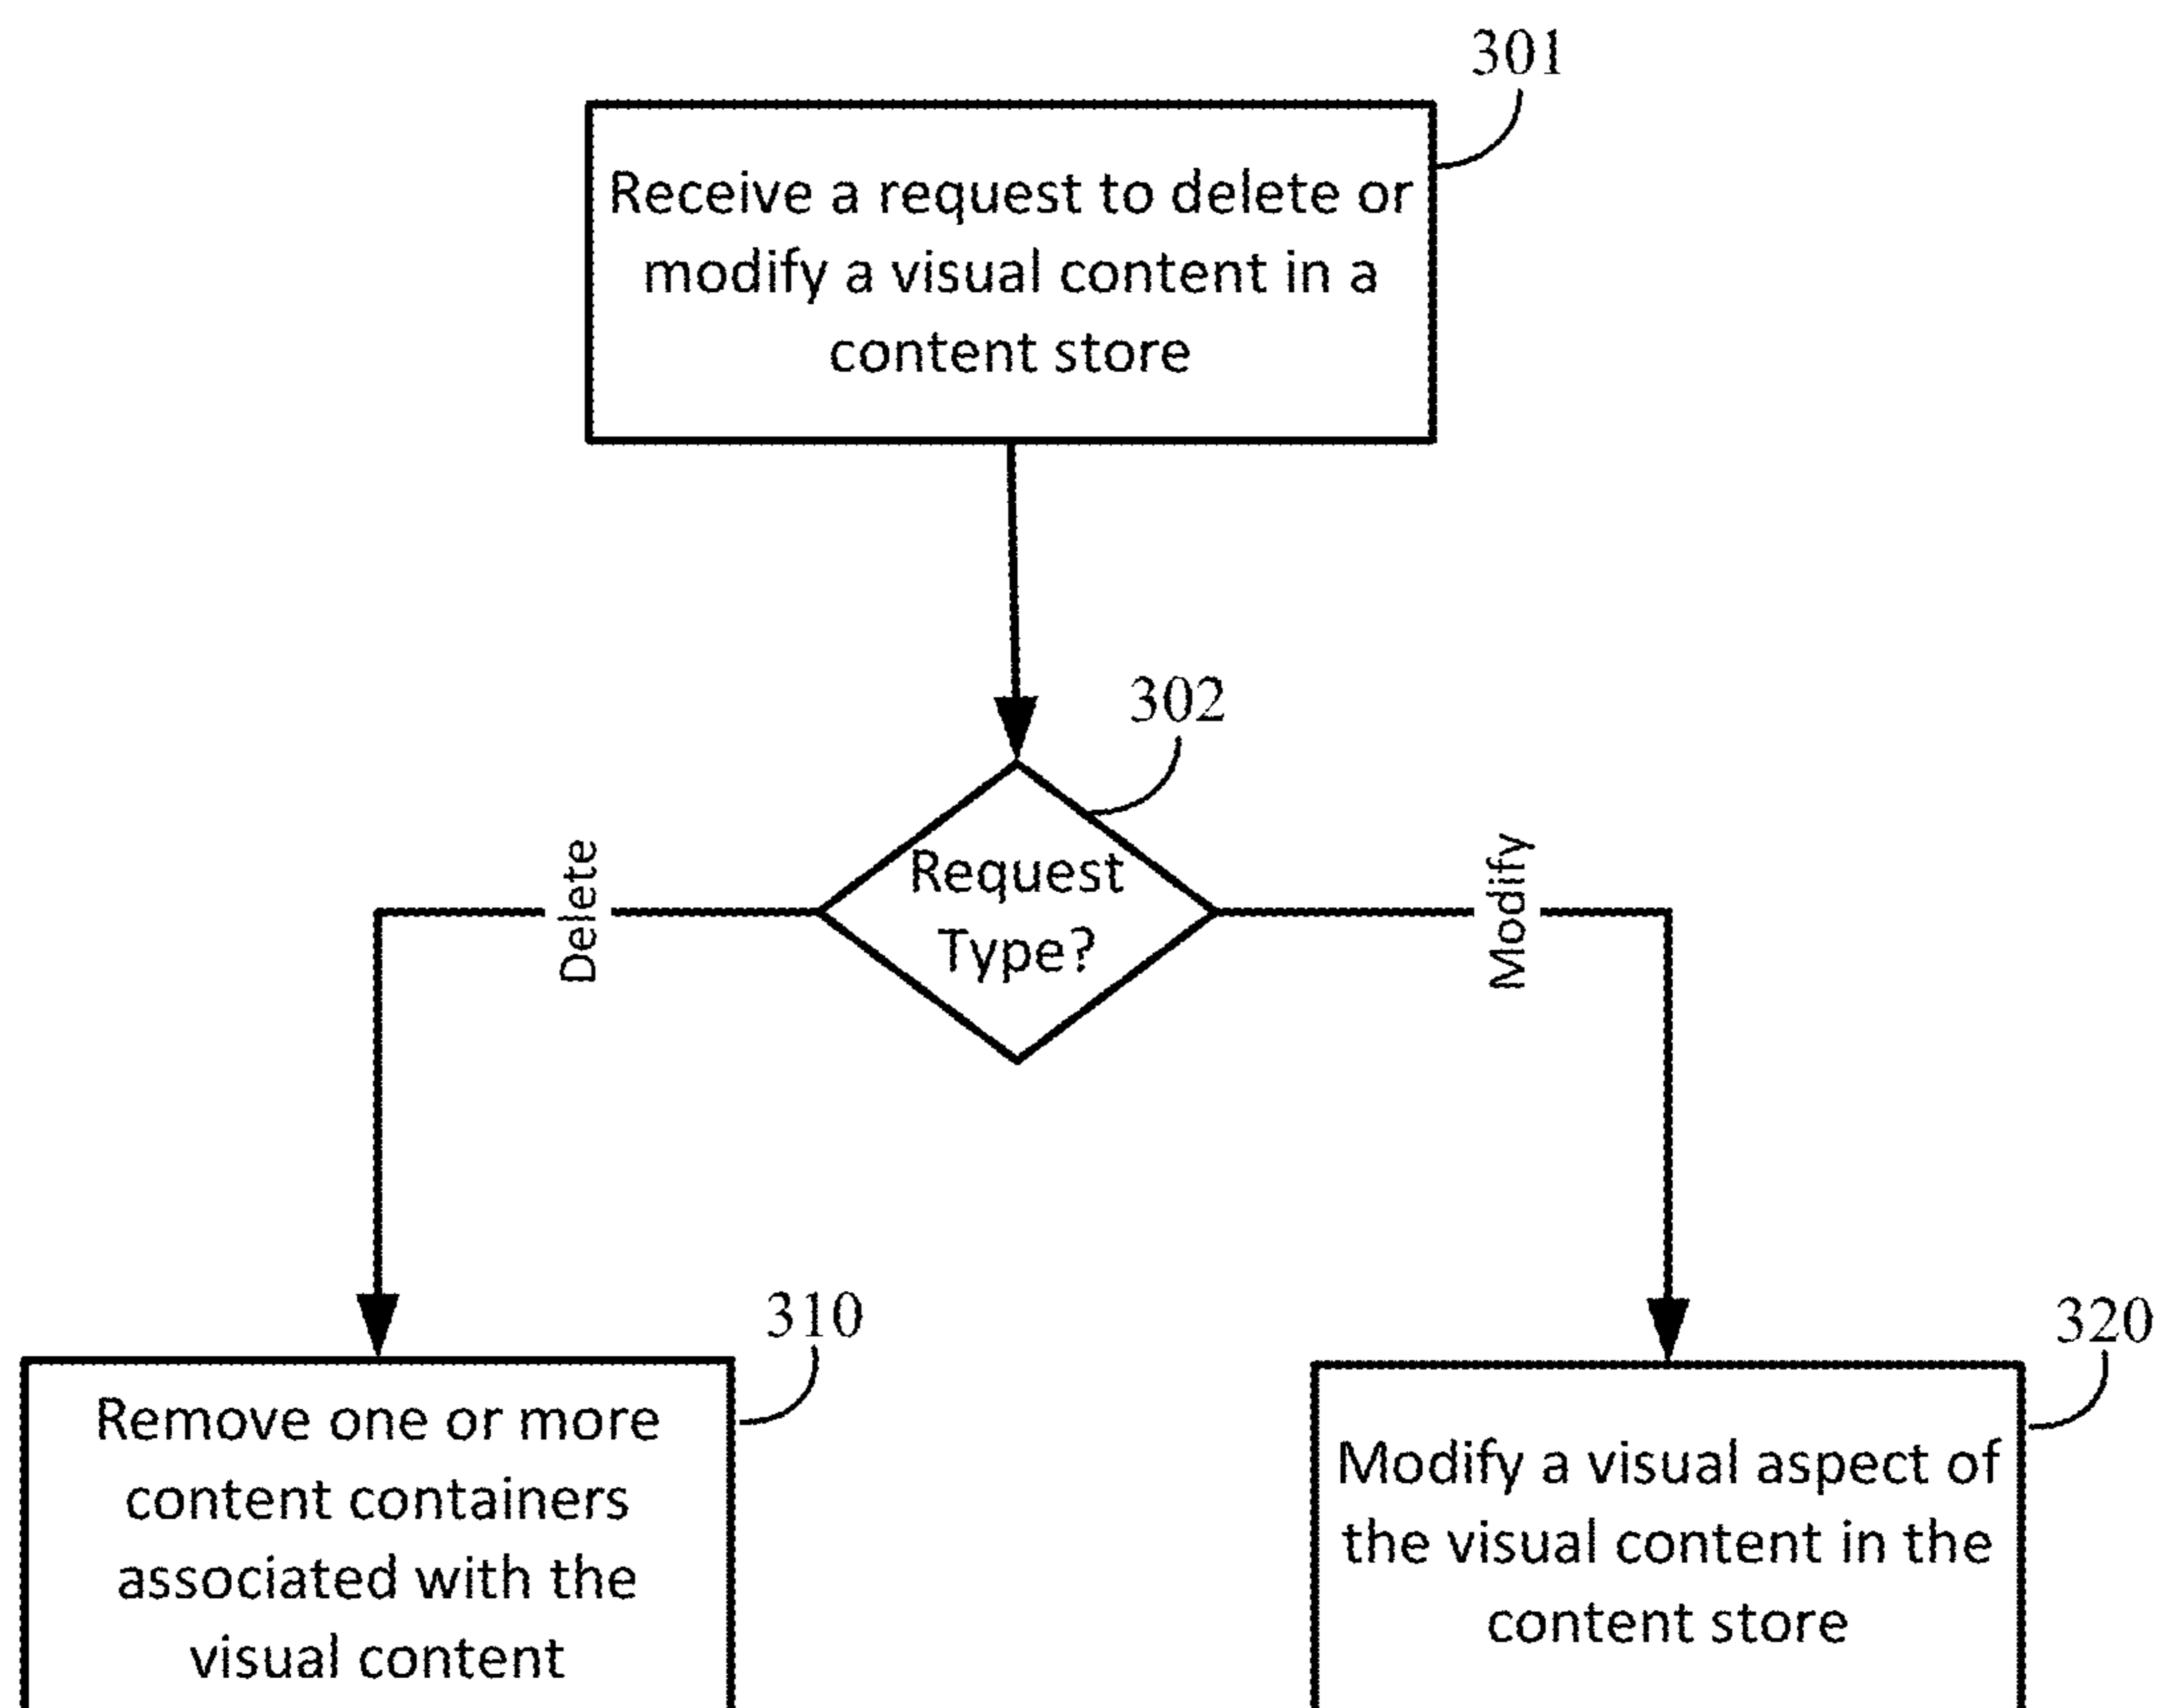 301
Receive a request to delete or
modify a visual content in a
content store
302
Request
Type?
Delete
Modify
310
Remove one or more
content containers
associated with the
visual content
320
Modify a visual aspect of
the visual content in the
content store